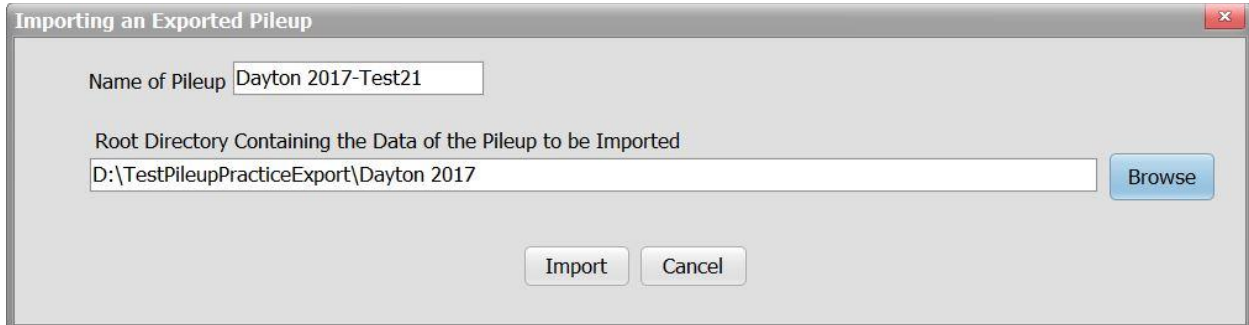 Importing an Exported Pileup
Name of Pileup Dayton 2017-Test21
Root Directory Containing the Data of the Pileup to be Imported
D:\TestPileupPracticeExport\Dayton 2017 Browse
Import Cancel